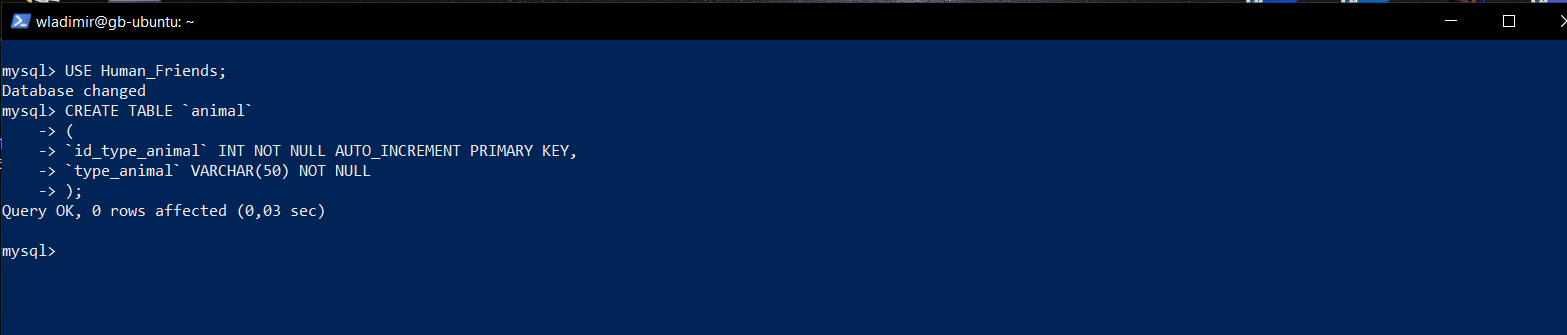 wladimir@gb-ubuntu: ~
mysql> USE Human_Friends;
Database changed
mysql> CREATE TABLE `animal`
    -> (
    -> `id_type_animal` INT NOT NULL AUTO_INCREMENT PRIMARY KEY,
    -> `type_animal` VARCHAR(50) NOT NULL
    -> );
Query OK, 0 rows affected (0,03 sec)
mysql>